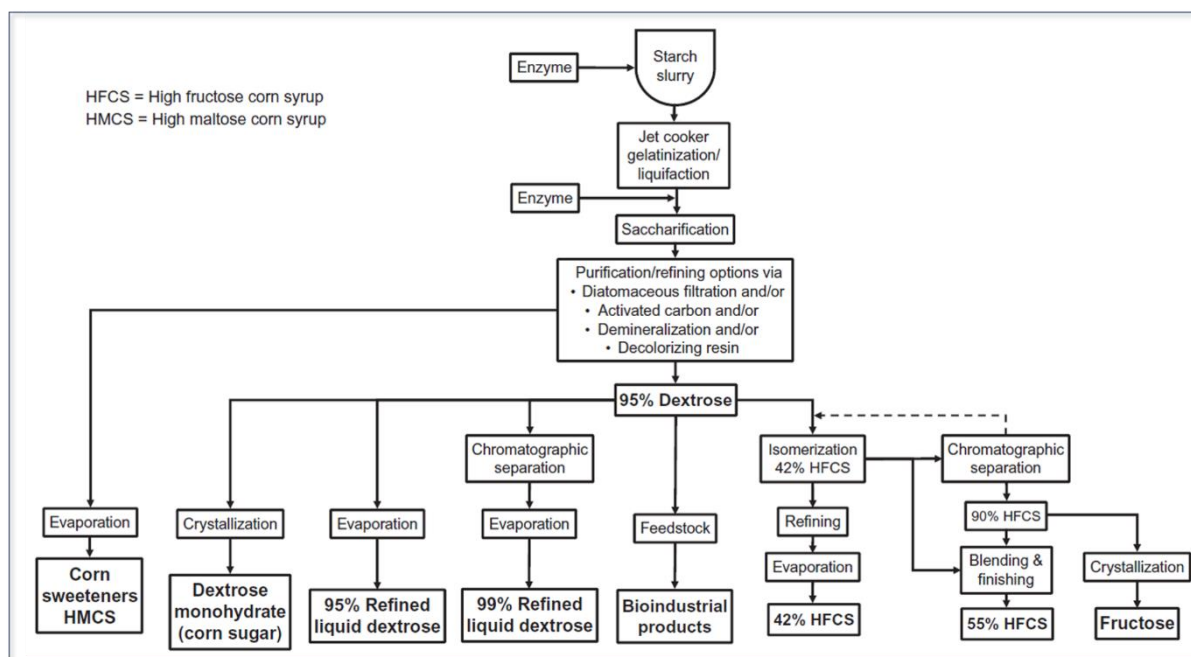 Enzyme
Starch
slurry
HFCS = High fructose corn syrup
HMCS = High maltose corn syrup
Jet cooker
gelatinization/
liquifaction
Enzyme
Saccharification
Purification/refining options via
• Diatomaceous filtration and/or
• Activated carbon and/or
• Demineralization and/or
• Decolorizing resin
95% Dextrose
Chromatographic
separation
Isomerization
42% HFCS
Chromatographic
separation
Evaporation
Crystallization
Evaporation
Evaporation
Feedstock
Refining
90% HFCS
Evaporation
Blending &
finishing
Crystallization
Corn
sweeteners
HMCS
Dextrose
monohydrate
(corn sugar)
95% Refined
liquid dextrose
99% Refined
liquid dextrose
Bioindustrial
products
42% HFCS
55% HFCS
Fructose